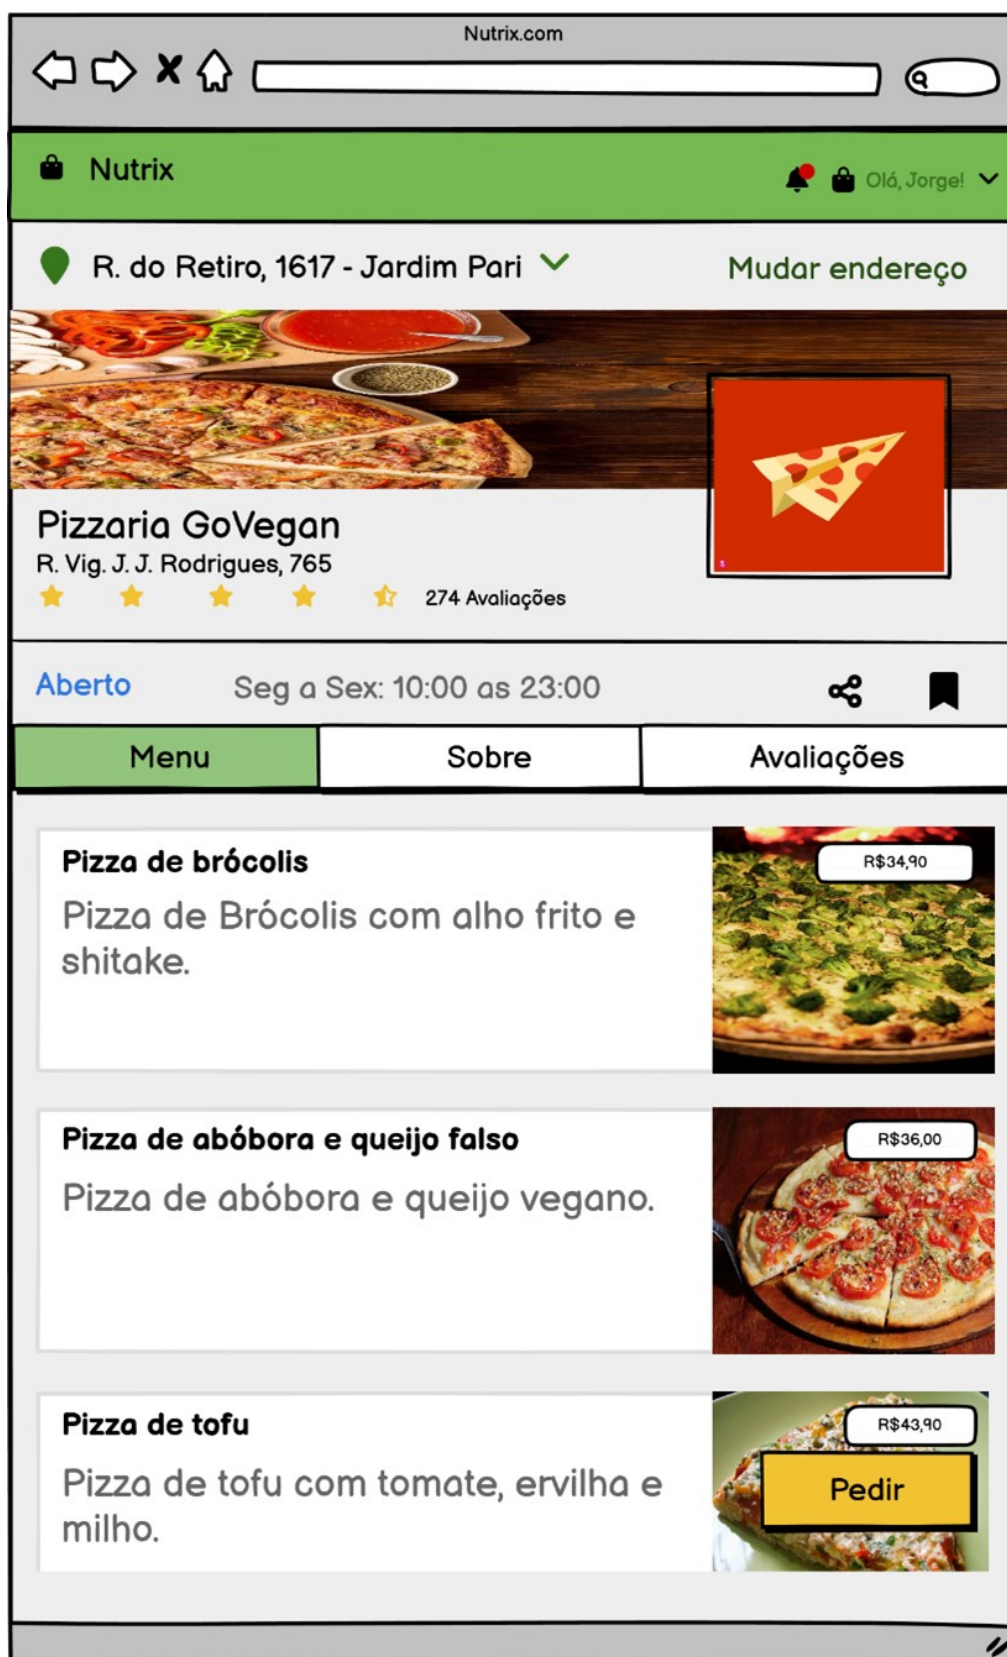 Nutrix.com
Nutrix
Olá, Jorge!
R. do Retiro, 1617 - Jardim Pari
Mudar endereço
Pizzaria GoVegan
R. Vig. J. J. Rodrigues, 765
274 Avaliações
Aberto
Seg a Sex: 10:00 as 23:00
Menu
Sobre
Avaliações
Pizza de brócolis
R$34,90
Pizza de Brócolis com alho frito e
shitake.
Pizza de abóbora e queijo falso
R$36,00
Pizza de abóbora e queijo vegano.
Pizza de tofu
R$43,90
Pizza de tofu com tomate, ervilha e
milho.
Pedir